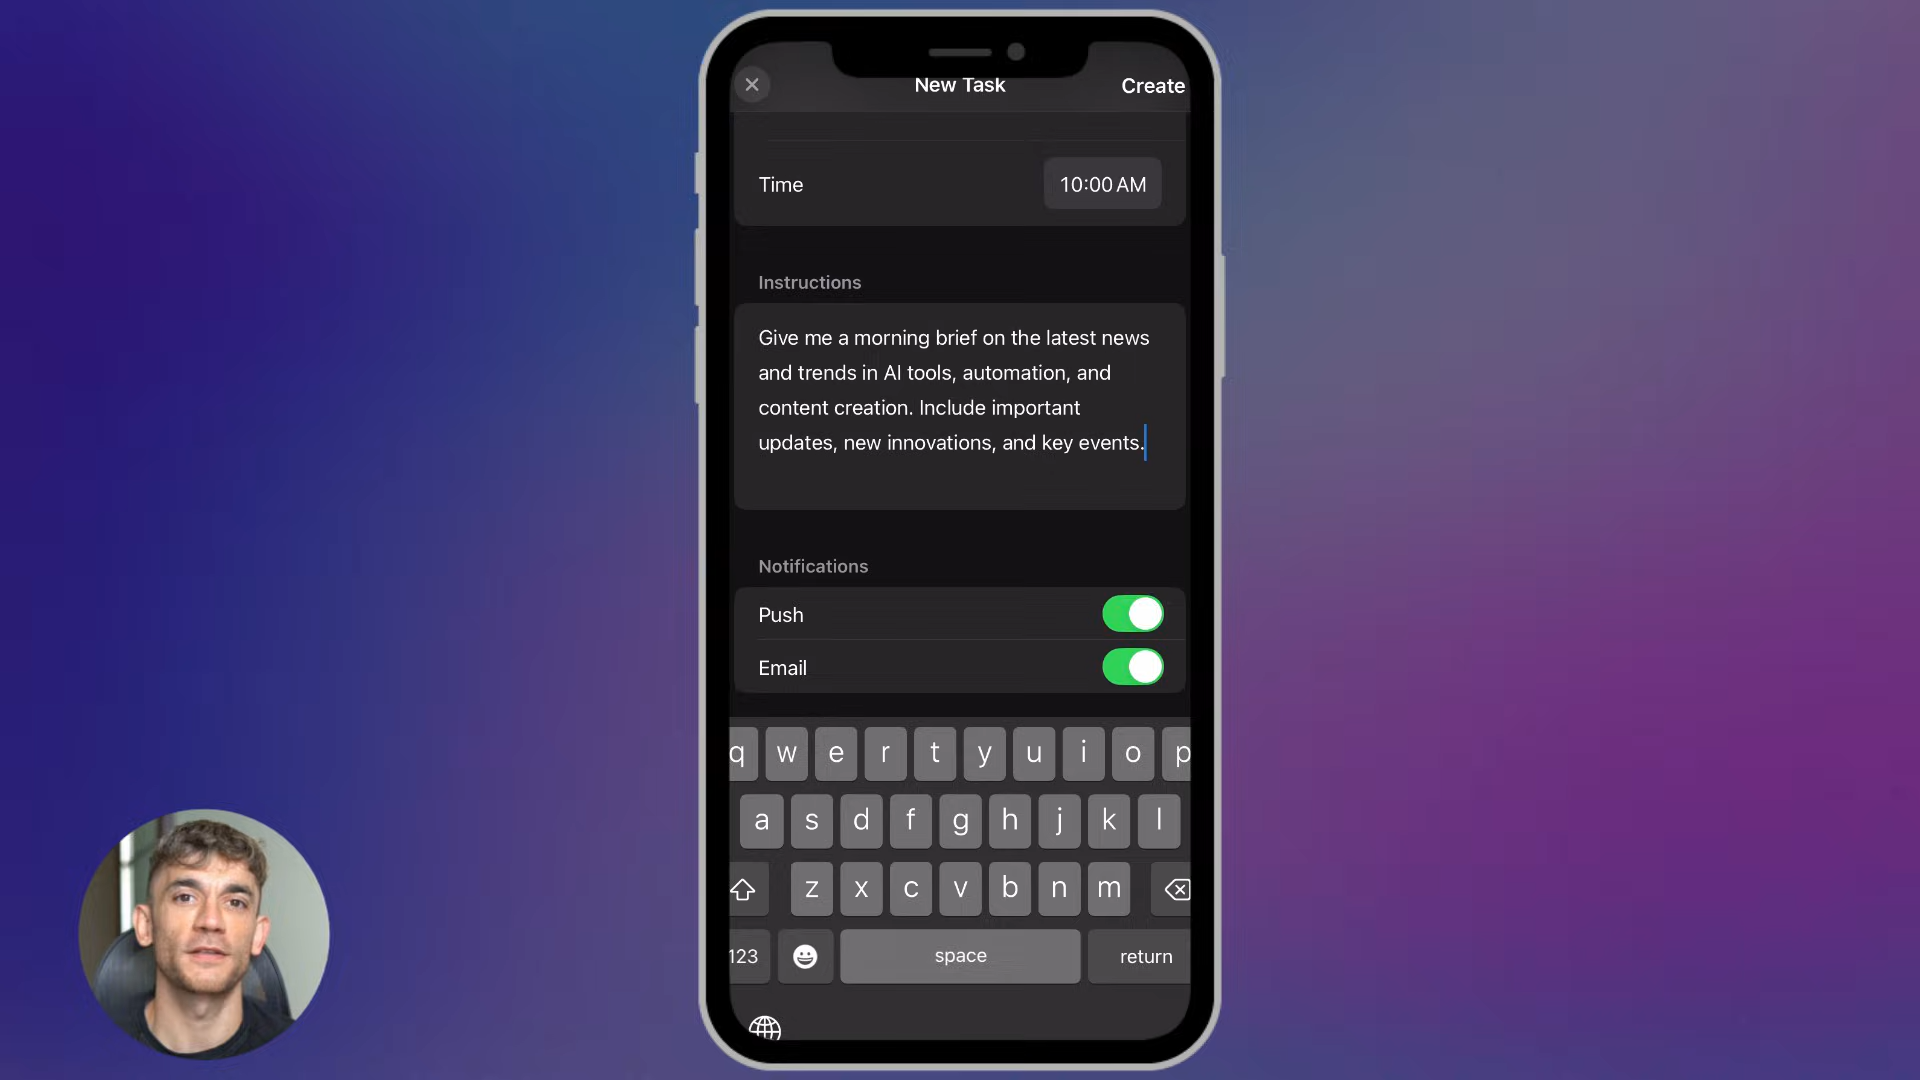 New Task
Create
Time
10:00 AM
Instructions
Give me a morning brief on the latest news
and trends in AI tools, automation, and
content creation. Include important
updates, new innovations, and key events.
Notifications
Push
Email
q w e r t y u i o p
a s d f g h j k l
z x c v b n m
123
space
return